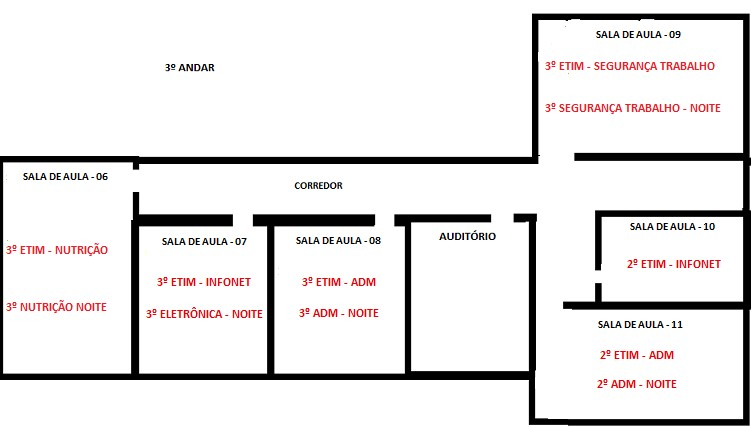 3º ANDAR
SALA DE AULA - 09
3º ETIM - SEGURANÇA TRABALHO
3º SEGURANÇA TRABALHO - NOITE
SALA DE AULA - 06
3º ETIM - NUTRIÇÃO
3º NUTRIÇÃO NOITE
CORREDOR
SALA DE AULA - 07
3º ETIM - INFONET
3º ELETRÔNICA - NOITE
SALA DE AULA - 08
3º ETIM - ADM
3º ADM - NOITE
AUDITÓRIO
SALA DE AULA - 10
2º ETIM - INFONET
SALA DE AULA - 11
2º ETIM - ADM
2º ADM - NOITE